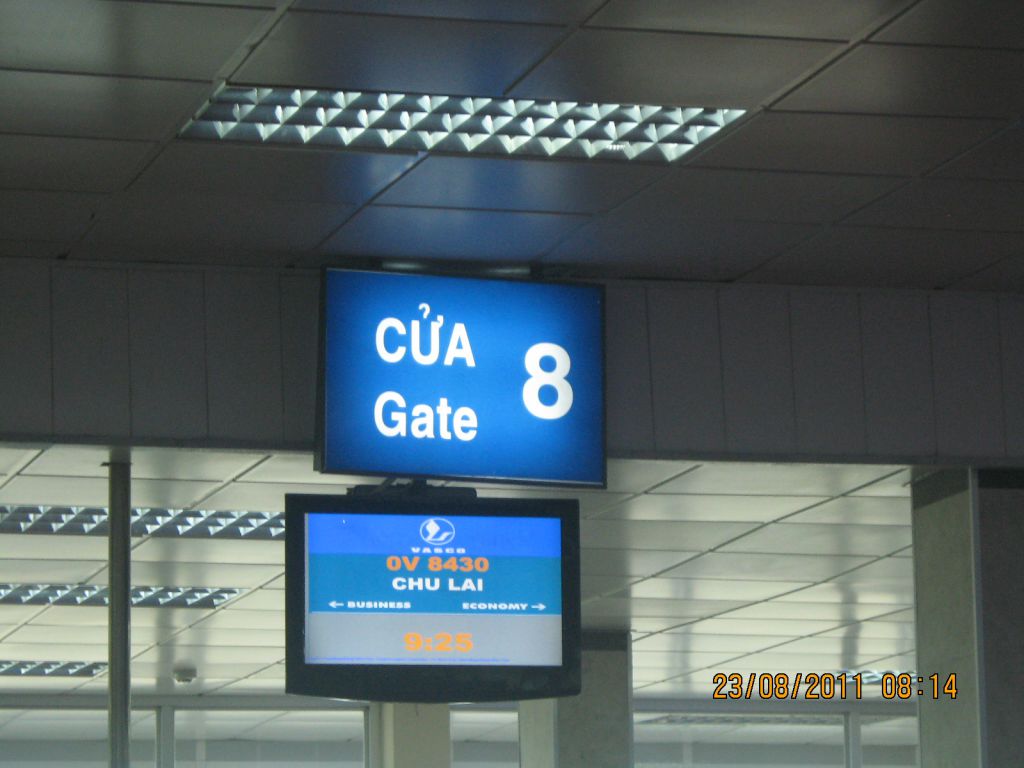 CỬA
Gate
8
VASCO
0V 8430
CHU LAI
← BUSINESS ECONOMY →
9:25
23/08/2011 08:14